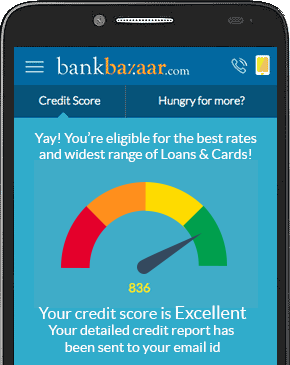 bankbazaar.com
Credit Score
Hungry for more?
Yay! You're eligible for the best rates
and widest range of Loans & Cards!
836
Your credit score is Excellent
Your detailed credit report has
been sent to your email id